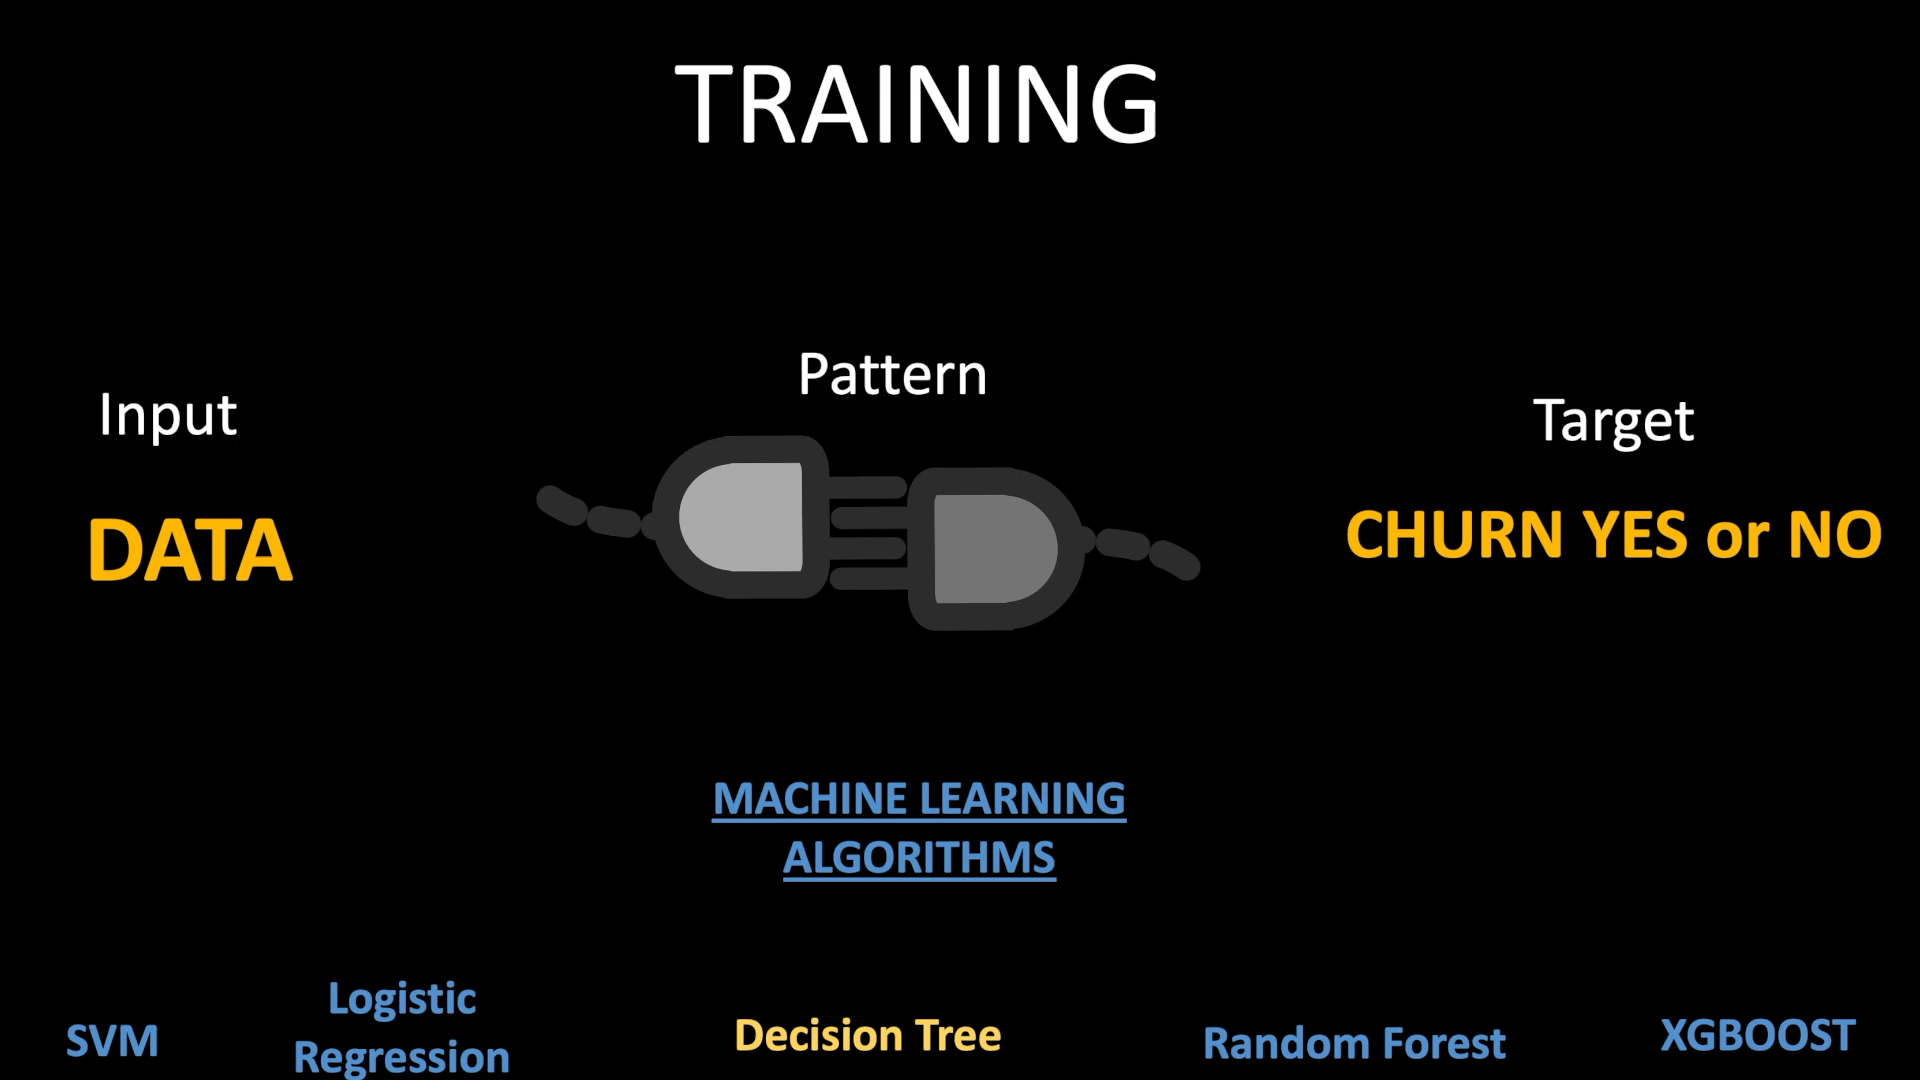 TRAINING
Pattern
Input
Target
DATA
CHURN YES or NO
MACHINE LEARNING
ALGORITHMS
SVM
Logistic
Regression
Decision Tree
Random Forest
XGBOOST